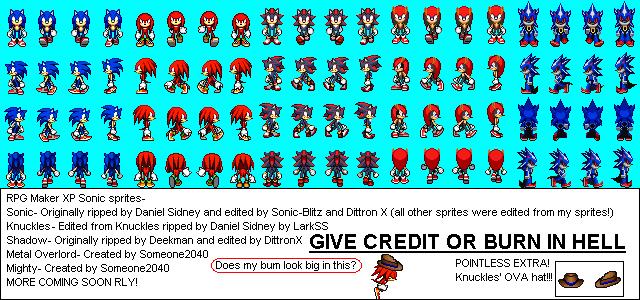 RPG Maker XP Sonic sprites-
Sonic- Originally ripped by Daniel Sidney and edited by Sonic-Blitz and Dittron X (all other sprites were edited from my sprites!)
Knuckles- Edited from Knuckles ripped by Daniel Sidney by LarkSS
Shadow- Originally ripped by Deekman and edited by DittronX
GIVE CREDIT OR BURN IN HELL
Metal Overlord- Created by Someone2040
Mighty- Created by Someone2040
MORE COMING SOON RLY!
Does my bum look big in this?
POINTLESS EXTRA!
Knuckles' OVA hat!!!